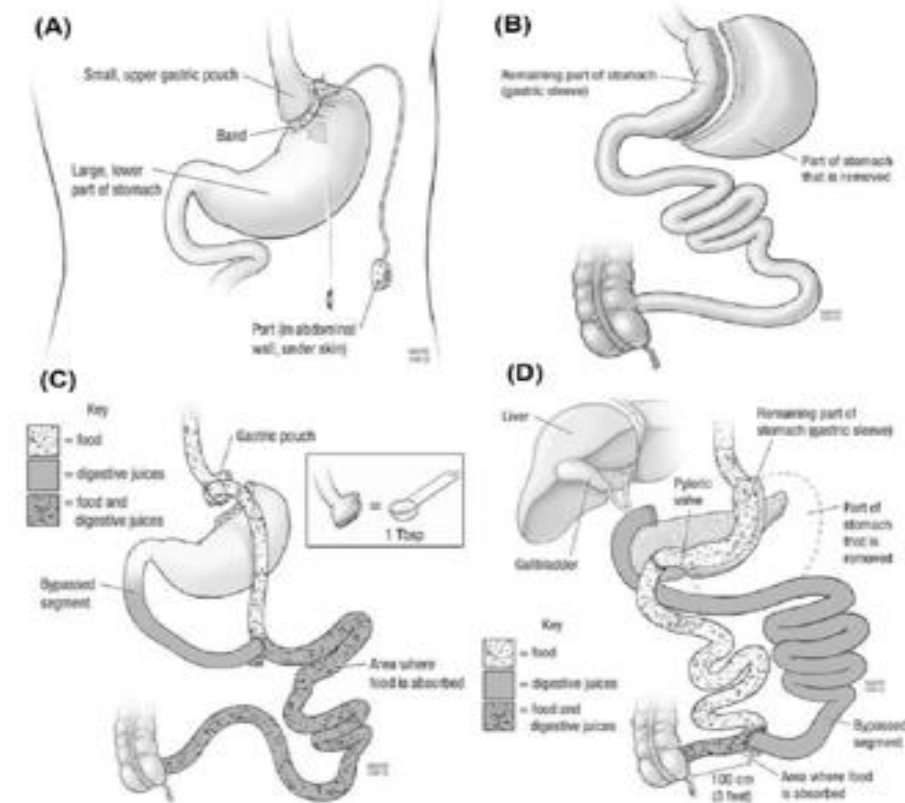 (A)
Small, upper gastric pouch
Band
Large, lower
part of stomach
Port (in abdominal
wall, under skin)
(B)
Remaining part of stomach
(gastric sleeve)
Part of stomach
that is removed
(C)
Key
= food
= digestive juices
= food and
digestive juices
Gastric pouch
=
1 Tbsp
Bypassed
segment
Area where
food is absorbed
(D)
Liver
Gallbladder
Pyloric
valve
Remaining part of
stomach (gastric sleeve)
Part of
stomach
that is
removed
Key
= food
= digestive juices
= food and
digestive juices
Bypassed
segment
100 cm
(3 feet)
Area where food
is absorbed